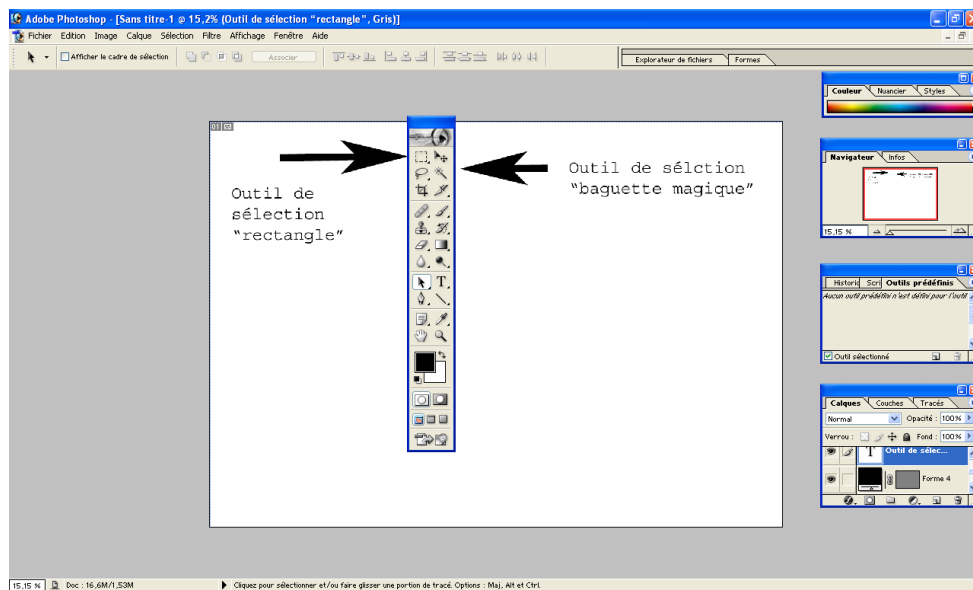 Adobe Photoshop - [Sans titre-1 @ 15,2% (Outil de sélection "rectangle", Gris)]
Fichier Edition Image Calque Sélection Filtre Affichage Fenêtre Aide
Afficher le cadre de sélection Associer Explorateur de fichiers Formes
Couleur Nuancier Styles
Navigateur Infos
15,15 %
Outil de
sélection
"rectangle"
Outil de sélction
"baguette magique"
Historiq Scri Outils prédéfinis
Aucun outil prédéfini n'est défini pour l'outil
Outil sélectionné
Calques Couches Tracés
Normal Opacité : 100%
Verrou : Fond : 100%
T Outil de sélec...
Forme 4
15,15 % Doc : 16,6M/1,53M Cliquez pour sélectionner et/ou faire glisser une portion de tracé. Options : Maj, Alt et Ctrl.